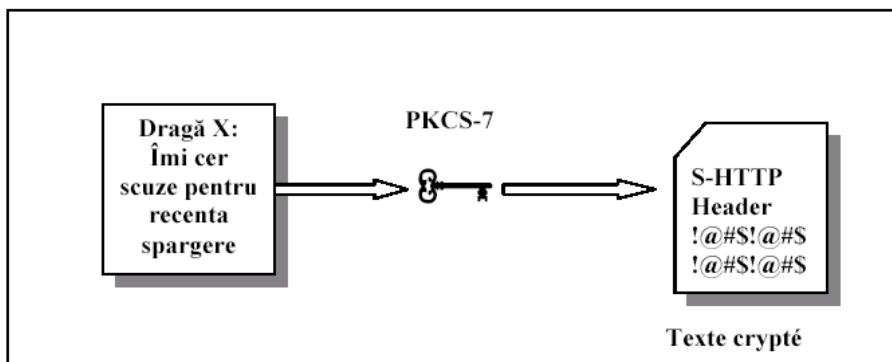 Dragă X:
Îmi cer
scuze pentru
recenta
spargere
PKCS-7
S-HTTP
Header
!@#$!@#$
!@#$!@#$
Texte crypté